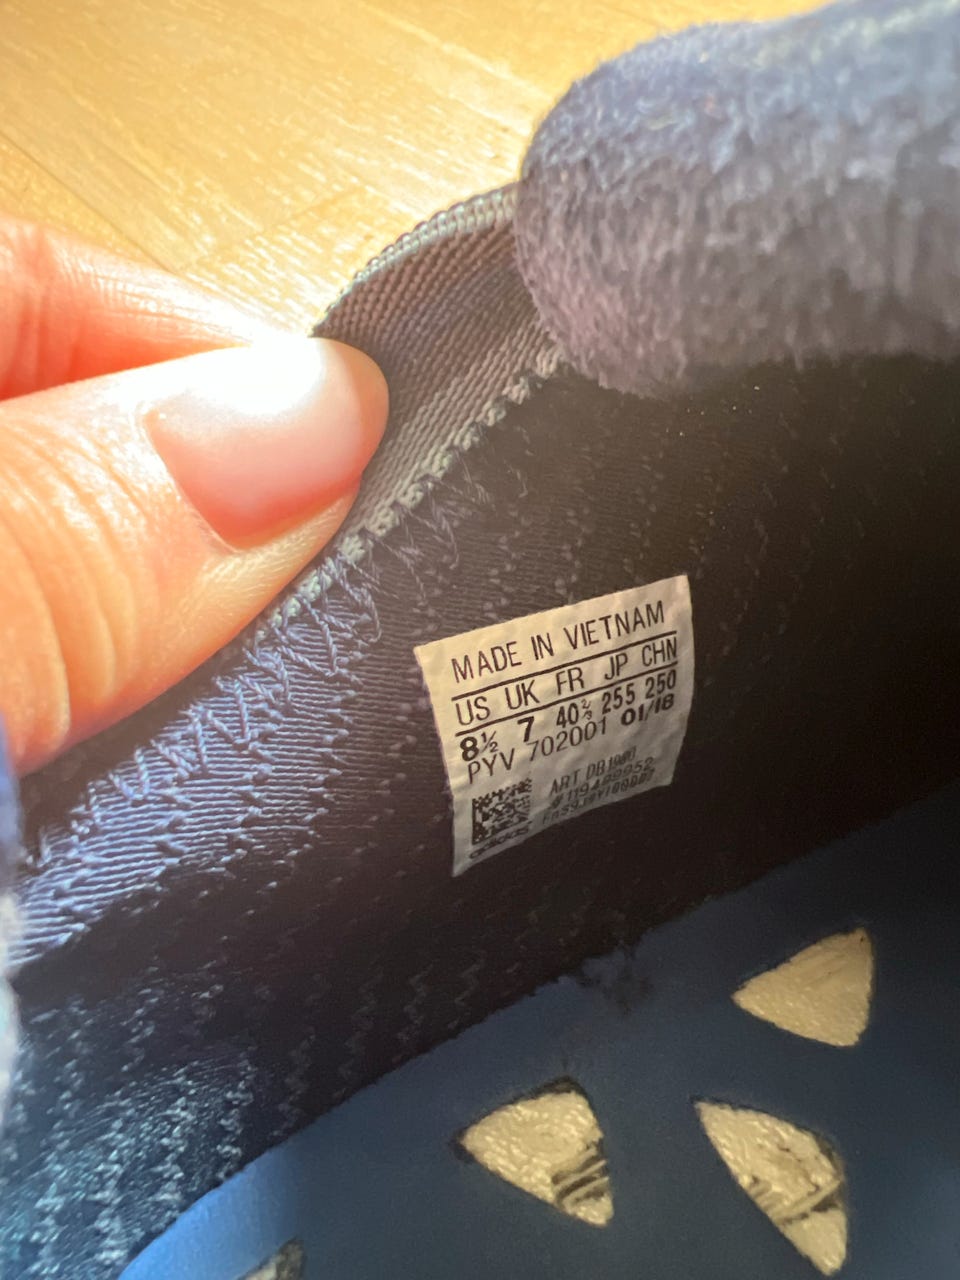 MADE IN VIETNAM
US UK FR JP CHN
8½ 7 40⅔ 255 250
PYV 702001 01/18
ART
adidas